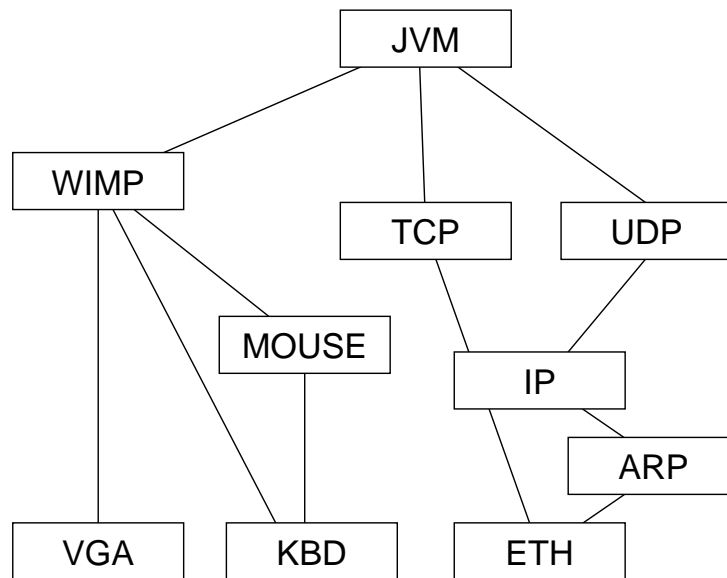 JVM
WIMP
TCP
UDP
MOUSE
IP
ARP
VGA
KBD
ETH